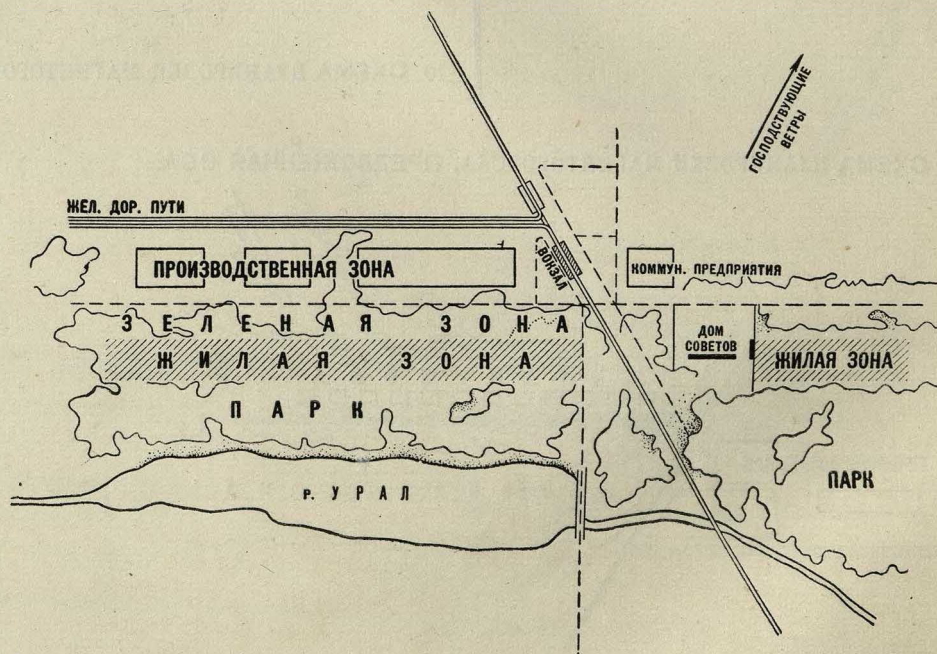 ГОСПОДСТВУЮЩИЕ
ВЕТРЫ
ЖЕЛ. ДОР. ПУТИ
ПРОИЗВОДСТВЕННАЯ ЗОНА
ВОКЗАЛ
КОММУН. ПРЕДПРИЯТИЯ
ЗЕЛЕНАЯ ЗОНА
ДОМ
СОВЕТОВ
ЖИЛАЯ ЗОНА
ЖИЛАЯ ЗОНА
ПАРК
ПАРК
р. УРАЛ